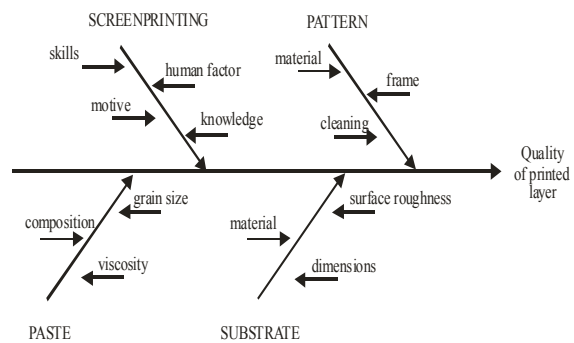 SCREENPRINTING
PATTERN
skills
human factor
motive
knowledge
material
frame
cleaning
Quality
of printed
layer
composition
grain size
viscosity
material
surface roughness
dimensions
PASTE
SUBSTRATE